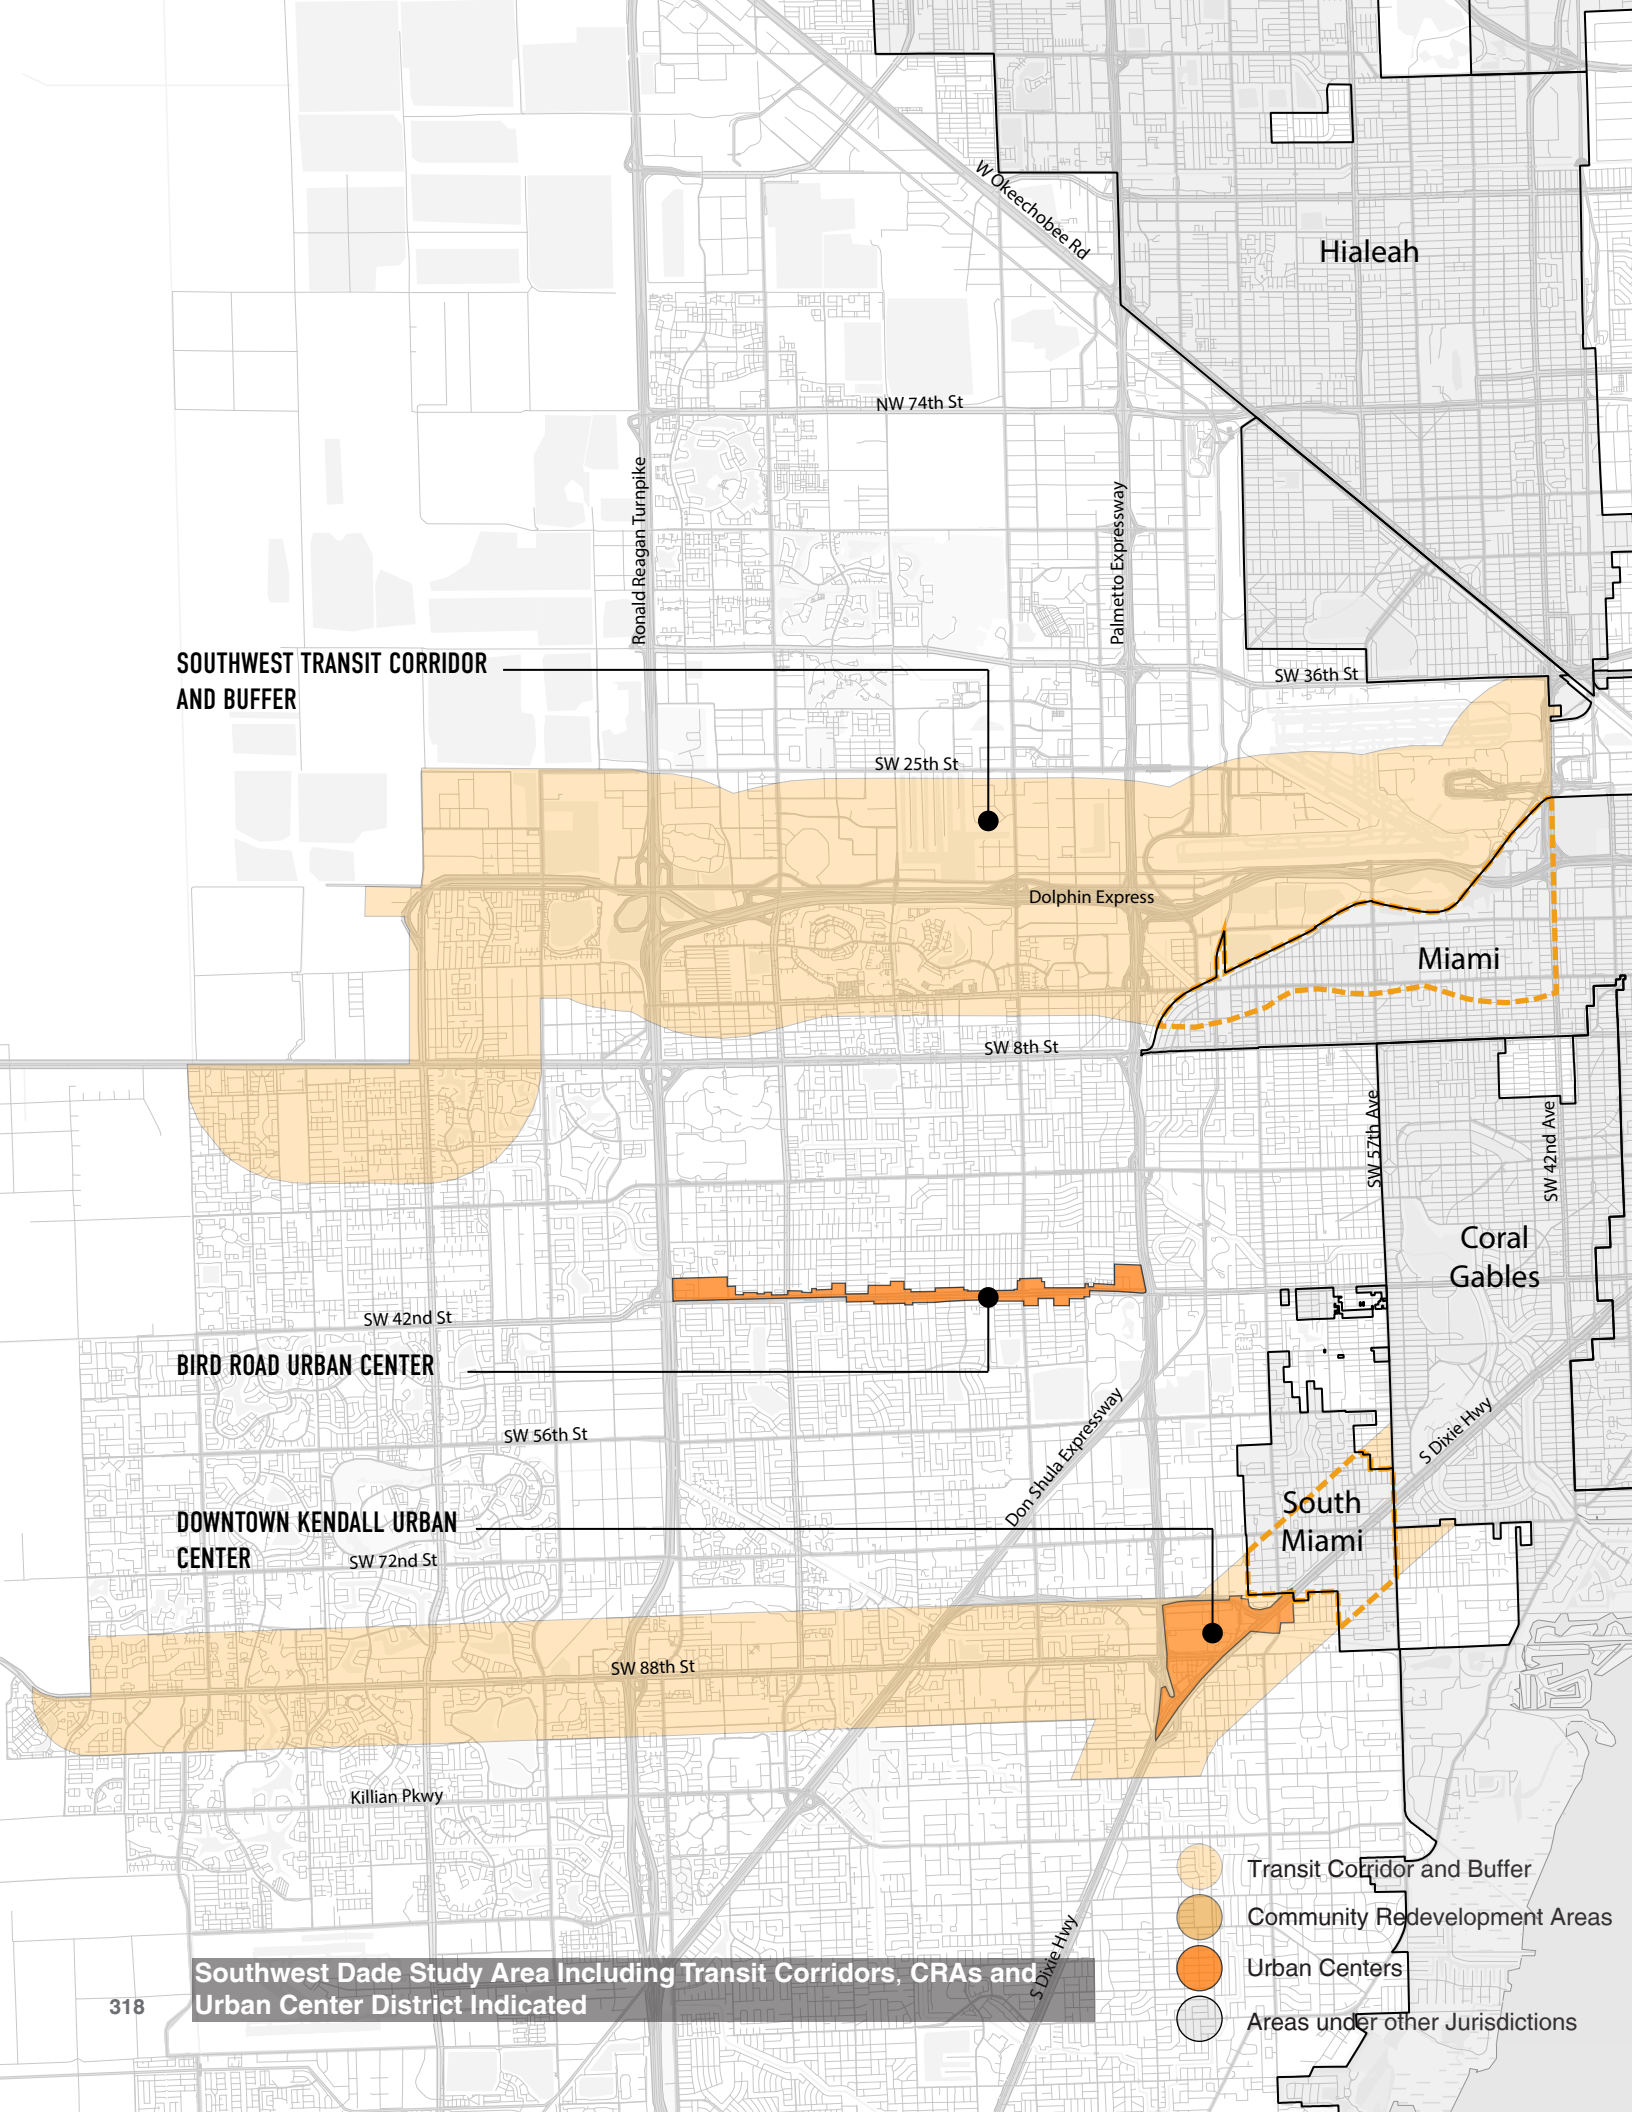 W Okeechobee Rd
Hialeah
NW 74th St
Ronald Reagan Turnpike
Palmetto Expressway
SOUTHWEST TRANSIT CORRIDOR
AND BUFFER
SW 36th St
SW 25th St
Dolphin Express
Miami
SW 8th St
SW 57th Ave
SW 42nd Ave
Coral
Gables
SW 42nd St
BIRD ROAD URBAN CENTER
SW 56th St
Don Shula Expressway
S Dixie Hwy
South
Miami
DOWNTOWN KENDALL URBAN
CENTER
SW 72nd St
SW 88th St
Killian Pkwy
S Dixie Hwy
Transit Corridor and Buffer
Community Redevelopment Areas
Urban Centers
Areas under other Jurisdictions
Southwest Dade Study Area Including Transit Corridors, CRAs and
Urban Center District Indicated
318